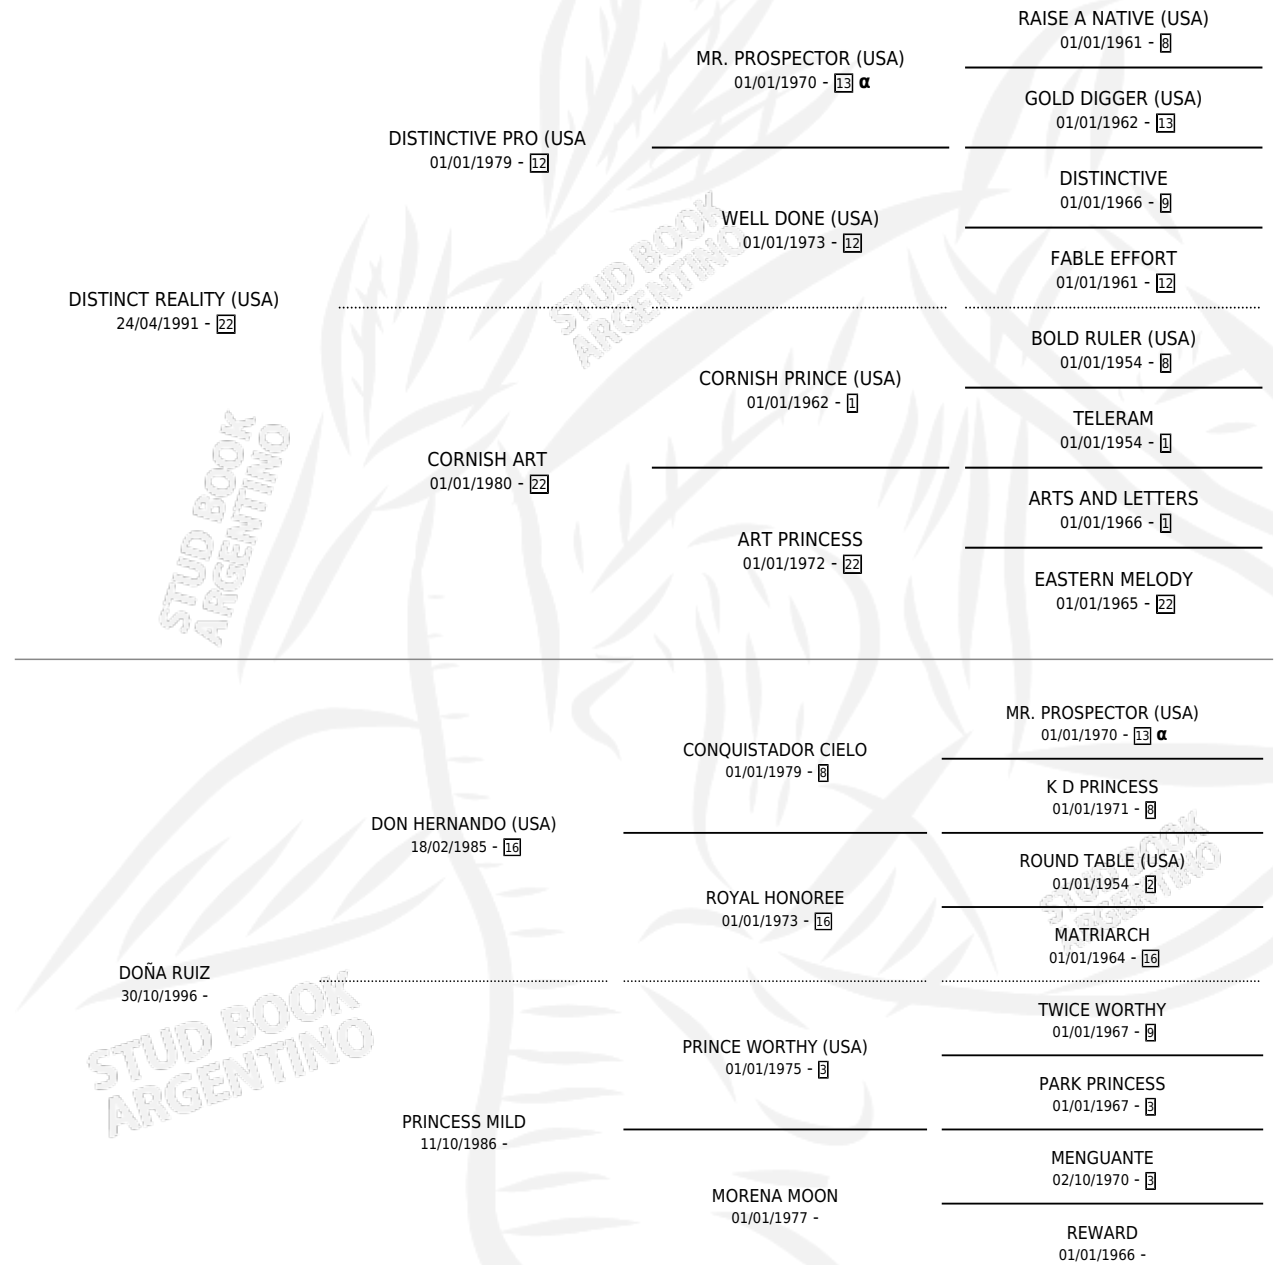 RAISE A NATIVE (USA)
01/01/1961 - 8
MR. PROSPECTOR (USA)
01/01/1970 - 13 α
GOLD DIGGER (USA)
01/01/1962 - 13
DISTINCTIVE PRO (USA
01/01/1979 - 12
DISTINCTIVE
01/01/1966 - 9
WELL DONE (USA)
01/01/1973 - 12
FABLE EFFORT
01/01/1961 - 12
DISTINCT REALITY (USA)
24/04/1991 - 22
BOLD RULER (USA)
01/01/1954 - 8
CORNISH PRINCE (USA)
01/01/1962 - 1
TELERAM
01/01/1954 - 1
CORNISH ART
01/01/1980 - 22
ARTS AND LETTERS
01/01/1966 - 1
ART PRINCESS
01/01/1972 - 22
EASTERN MELODY
01/01/1965 - 22
MR. PROSPECTOR (USA)
01/01/1970 - 13 α
CONQUISTADOR CIELO
01/01/1979 - 8
K D PRINCESS
01/01/1971 - 8
DON HERNANDO (USA)
18/02/1985 - 16
ROUND TABLE (USA)
01/01/1954 - 2
ROYAL HONOREE
01/01/1973 - 16
MATRIARCH
01/01/1964 - 16
DOÑA RUIZ
30/10/1996 -
TWICE WORTHY
01/01/1967 - 9
PRINCE WORTHY (USA)
01/01/1975 - 3
PARK PRINCESS
01/01/1967 - 3
PRINCESS MILD
11/10/1986 -
MENGUANTE
02/10/1970 - 3
MORENA MOON
01/01/1977 -
REWARD
01/01/1966 -
STUD BOOK
ARGENTINO
STUD BOOK
ARGENTINO
STUD BOOK
ARGENTINO
STUD BOOK
ARGENTINO